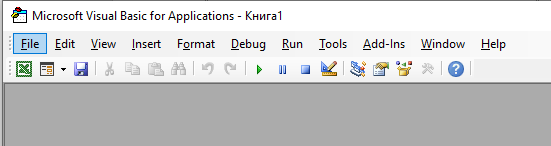 Microsoft Visual Basic for Applications - Книга1
File Edit View Insert Format Debug Run Tools Add-Ins Window Help